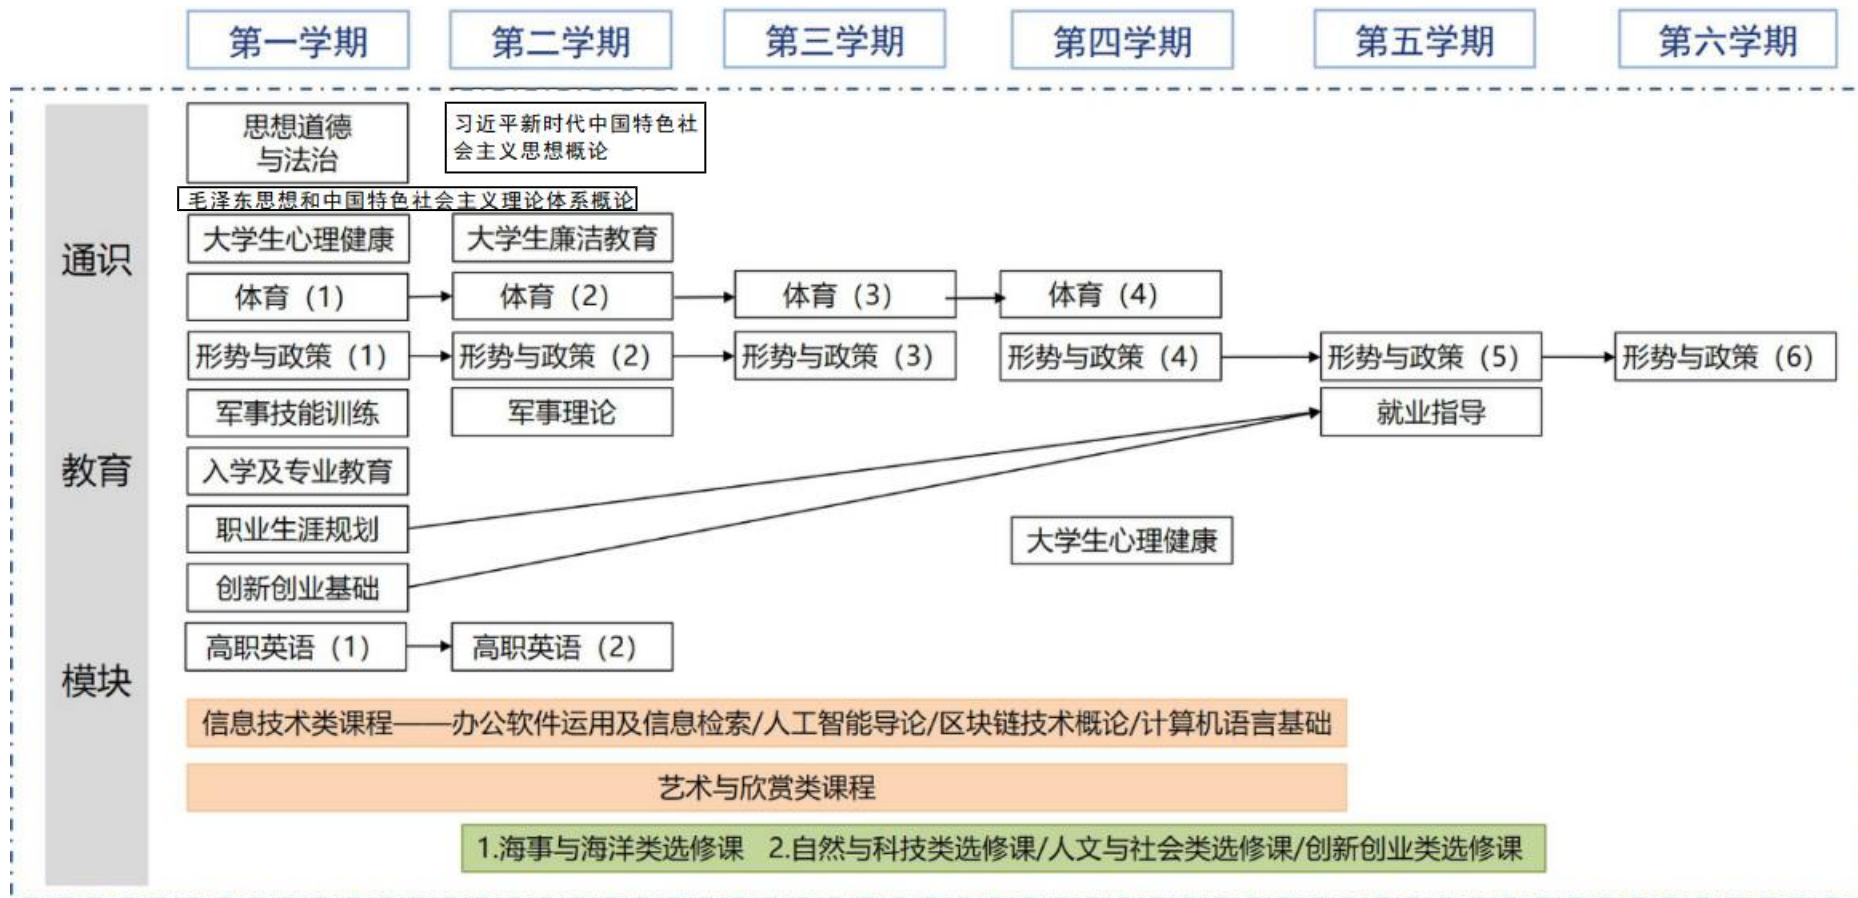 第一学期
第二学期
第三学期
第四学期
第五学期
第六学期
通识
教育
模块
思想道德
与法治
习近平新时代中国特色社
会主义思想概论
毛泽东思想和中国特色社会主义理论体系概论
大学生心理健康
大学生廉洁教育
体育（1）
体育（2）
体育（3）
体育（4）
形势与政策（1）
形势与政策（2）
形势与政策（3）
形势与政策（4）
形势与政策（5）
形势与政策（6）
军事技能训练
军事理论
就业指导
入学及专业教育
职业生涯规划
大学生心理健康
创新创业基础
高职英语（1）
高职英语（2）
信息技术类课程——办公软件运用及信息检索/人工智能导论/区块链技术概论/计算机语言基础
艺术与欣赏类课程
1.海事与海洋类选修课 2.自然与科技类选修课/人文与社会类选修课/创新创业类选修课